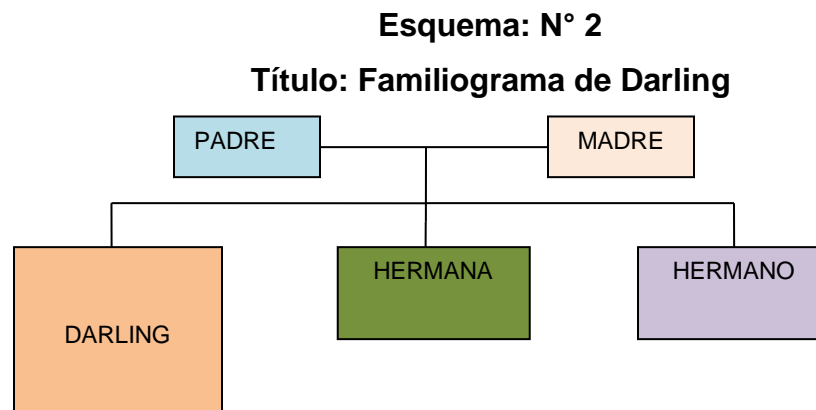 Esquema: N° 2
Título: Familiograma de Darling
PADRE
MADRE
HERMANA
HERMANO
DARLING